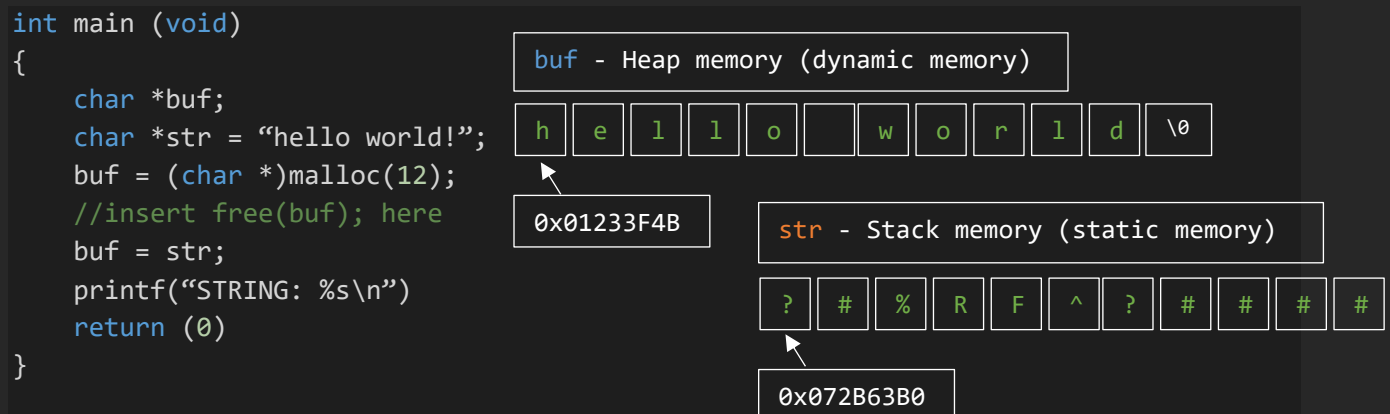 int main (void)
{
char *buf;
char *str = “hello world!”;
buf = (char *)malloc(12);
//insert free(buf); here
buf = str;
printf(“STRING: %s\n”)
return (0)
}
buf - Heap memory (dynamic memory)
h e l l o w o r l d \0
0x01233F4B
str - Stack memory (static memory)
? # % R F ^ ? # # # #
0x072B63B0